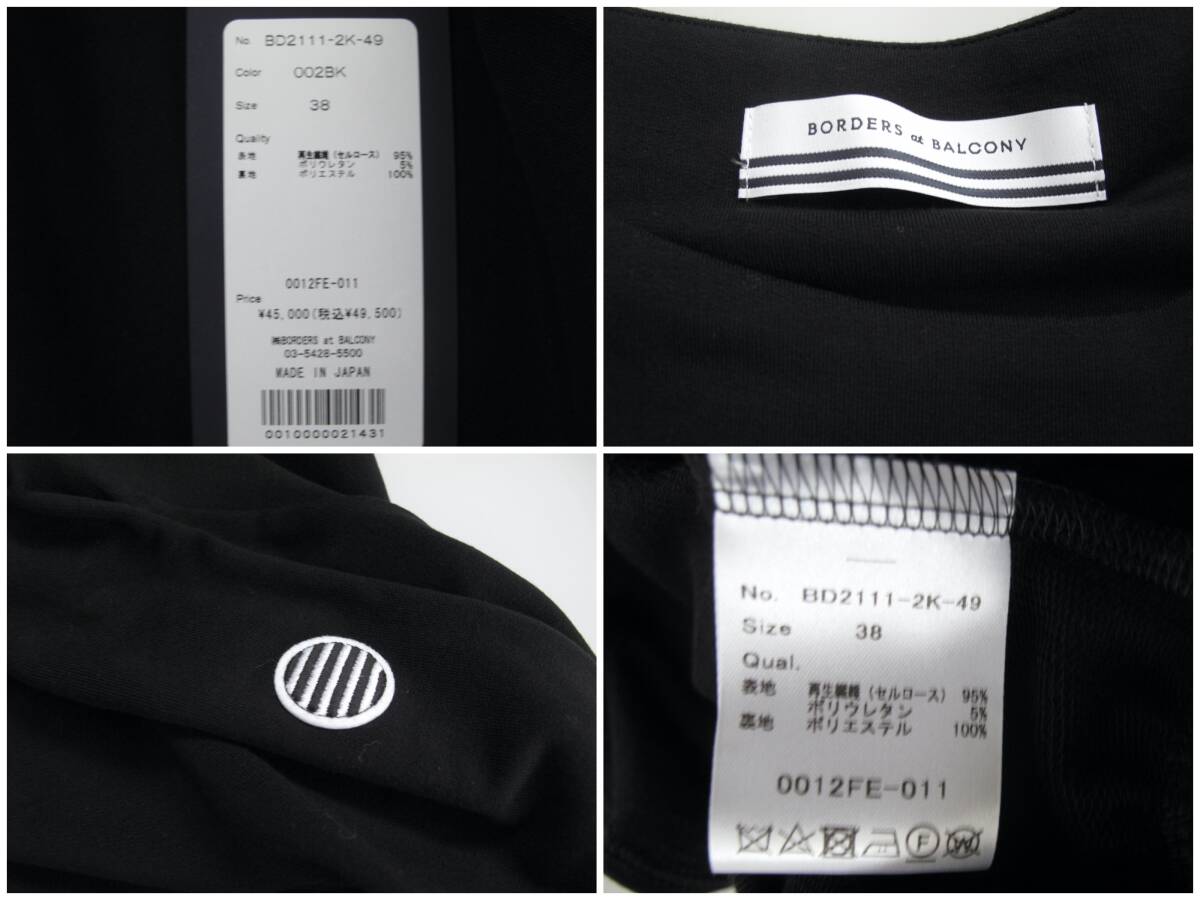 No. BD2111-2K-49
Color 002BK
Size 38
Quality
表地 再生繊維(セルロース) 95%
ポリウレタン 5%
裏地 ポリエステル 100%
0012FE-011
Price
¥45,000(税込¥49,500)
㈱BORDERS at BALCONY
03-5428-5500
MADE IN JAPAN
0010000021431
BORDERS at BALCONY
No. BD2111-2K-49
Size 38
Qual.
表地 再生繊維(セルロース) 95%
ポリウレタン 5%
裏地 ポリエステル 100%
0012FE-011
F W